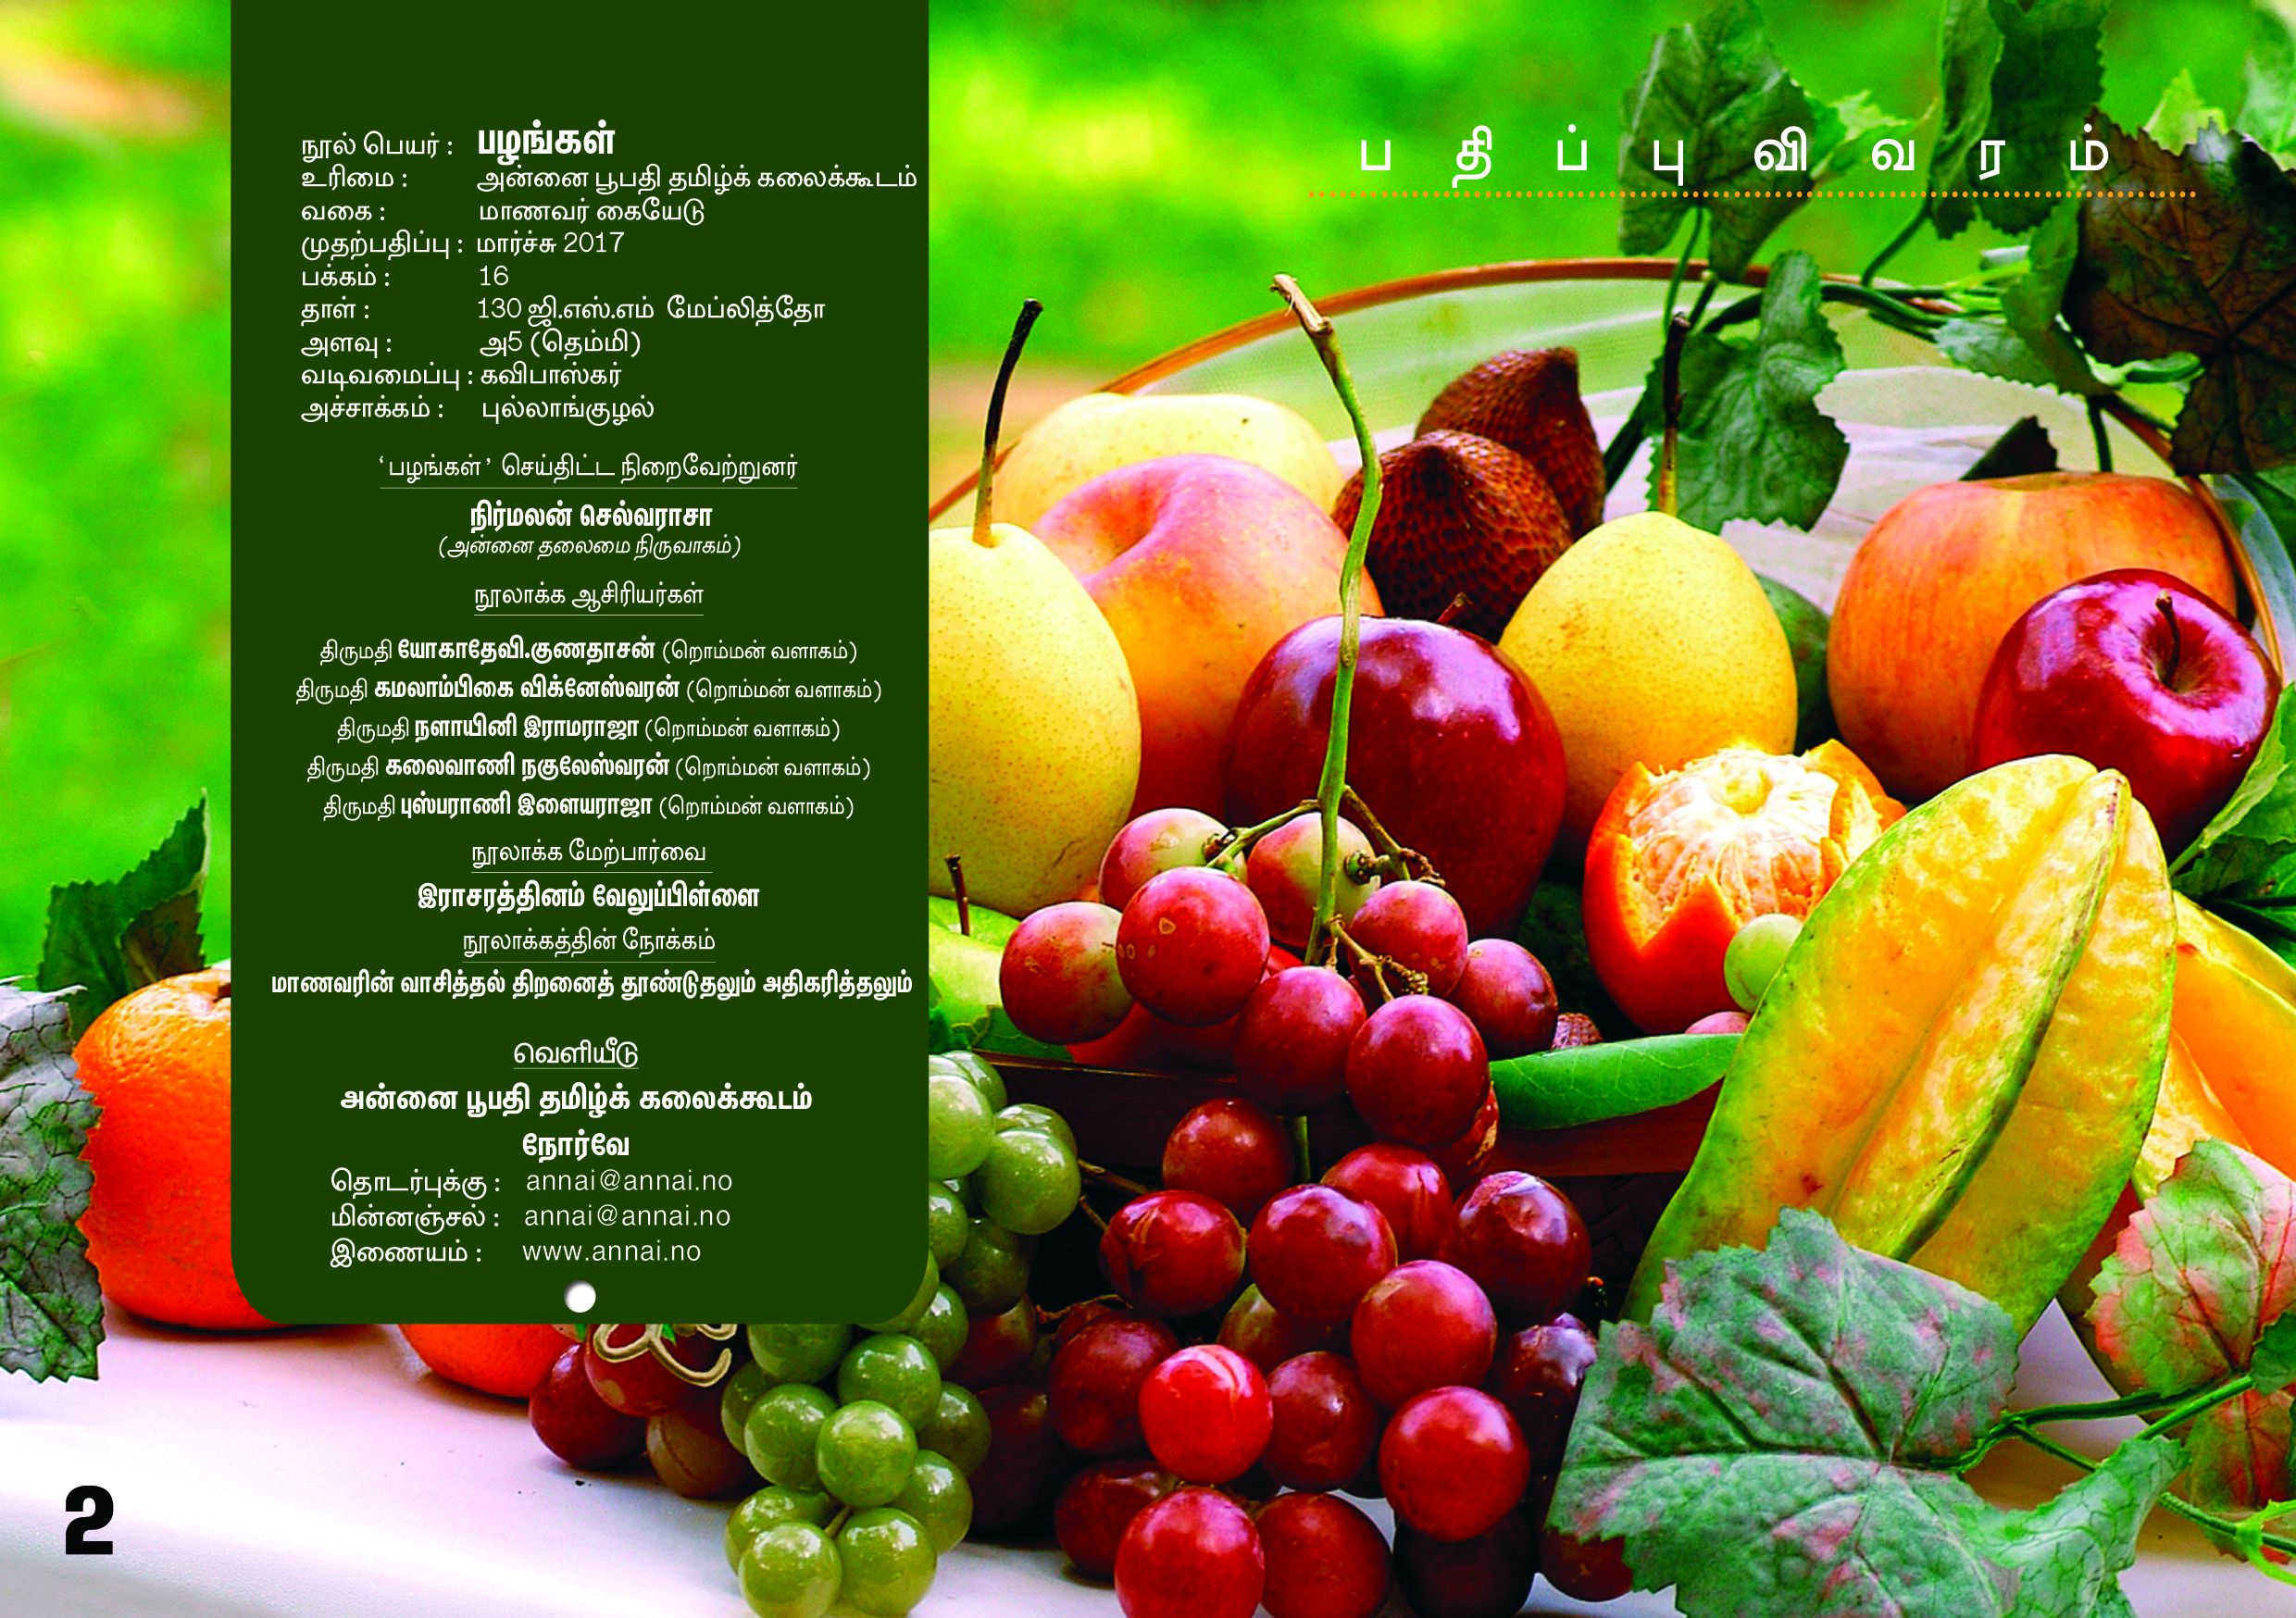 பதிப்புவிவரம்
நூல் பெயர் : பழங்கள்
உரிமை : அன்னை பூபதி தமிழ்க் கலைக்கூடம்
வகை : மாணவர் கையேடு
முதற்பதிப்பு : மார்ச்சு 2017
பக்கம் : 16
தாள் : 130 ஜி.எஸ்.எம் மேப்லித்தோ
அளவு : அ5 (தெம்மி)
வடிவமைப்பு : கவிபாஸ்கர்
அச்சாக்கம் : புல்லாங்குழல்
‘பழங்கள்’ செய்திட்ட நிறைவேற்றுனர்
நிர்மலன் செல்வராசா
(அன்னை தலைமை நிருவாகம்)
நூலாக்க ஆசிரியர்கள்
திருமதி யோகாதேவி.குணதாசன் (றொம்மன் வளாகம்)
திருமதி கமலாம்பிகை விக்னேஸ்வரன் (றொம்மன் வளாகம்)
திருமதி நளாயினி இராமராஜா (றொம்மன் வளாகம்)
திருமதி கலைவாணி நகுலேஸ்வரன் (றொம்மன் வளாகம்)
திருமதி புஸ்பராணி இளையராஜா (றொம்மன் வளாகம்)
நூலாக்க மேற்பார்வை
இராசரத்தினம் வேலுப்பிள்ளை
நூலாக்கத்தின் நோக்கம்
மாணவரின் வாசித்தல் திறனைத் தூண்டுதலும் அதிகரித்தலும்
வெளியீடு
அன்னை பூபதி தமிழ்க் கலைக்கூடம்
நோர்வே
தொடர்புக்கு : annai@annai.no
மின்னஞ்சல் : annai@annai.no
இணையம் : www.annai.no
2